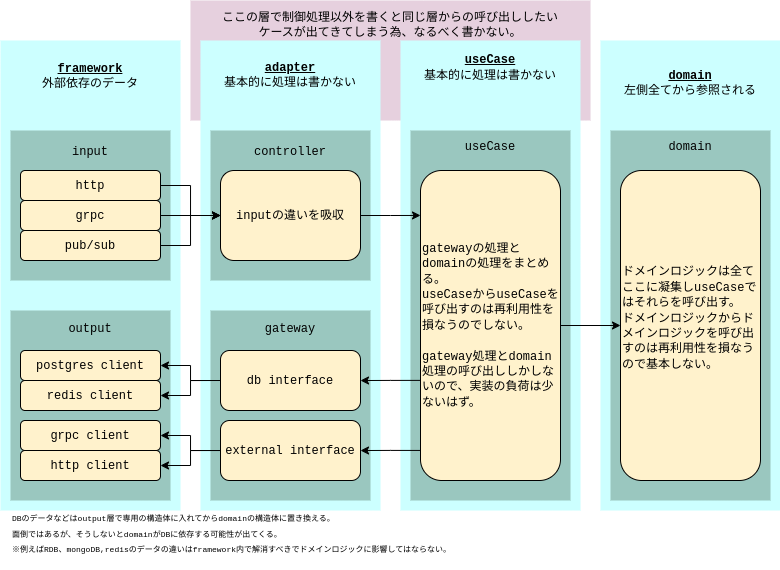 ここの層で制御処理以外を書くと同じ層からの呼び出ししたい
ケースが出てきてしまう為、なるべく書かない。
framework
外部依存のデータ
adapter
基本的に処理は書かない
useCase
基本的に処理は書かない
domain
左側全てから参照される
input
http
grpc
pub/sub
controller
inputの違いを吸収
useCase
gatewayの処理と
domainの処理をまとめ
る。
useCaseからuseCaseを
呼び出すのは再利用性を
損なうのでしない。
gateway処理とdomain
処理の呼び出ししかしな
いので、実装の負荷は少
ないはず。
domain
ドメインロジックは全て
ここに凝集しuseCaseで
はそれらを呼び出す。
ドメインロジックからド
メインロジックを呼び出
すのは再利用性を損なう
ので基本しない。
output
postgres client
redis client
grpc client
http client
gateway
db interface
external interface
DBのデータなどはoutput層で専用の構造体に入れてからdomainの構造体に置き換える。
面倒ではあるが、そうしないとdomainがDBに依存する可能性が出てくる。
※例えばRDB、mongoDB,redisのデータの違いはframework内で解消すべきでドメインロジックに影響してはならない。